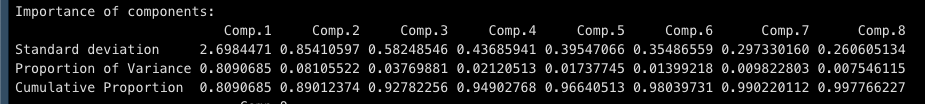 Importance of components:
Comp.1 Comp.2 Comp.3 Comp.4 Comp.5 Comp.6 Comp.7 Comp.8
Standard deviation 2.6984471 0.85410597 0.58248546 0.43685941 0.39547066 0.35486559 0.297330160 0.260605134
Proportion of Variance 0.8090685 0.08105522 0.03769881 0.02120513 0.01737745 0.01399218 0.009822803 0.007546115
Cumulative Proportion 0.8090685 0.89012374 0.92782256 0.94902768 0.96640513 0.98039731 0.990220112 0.997766227